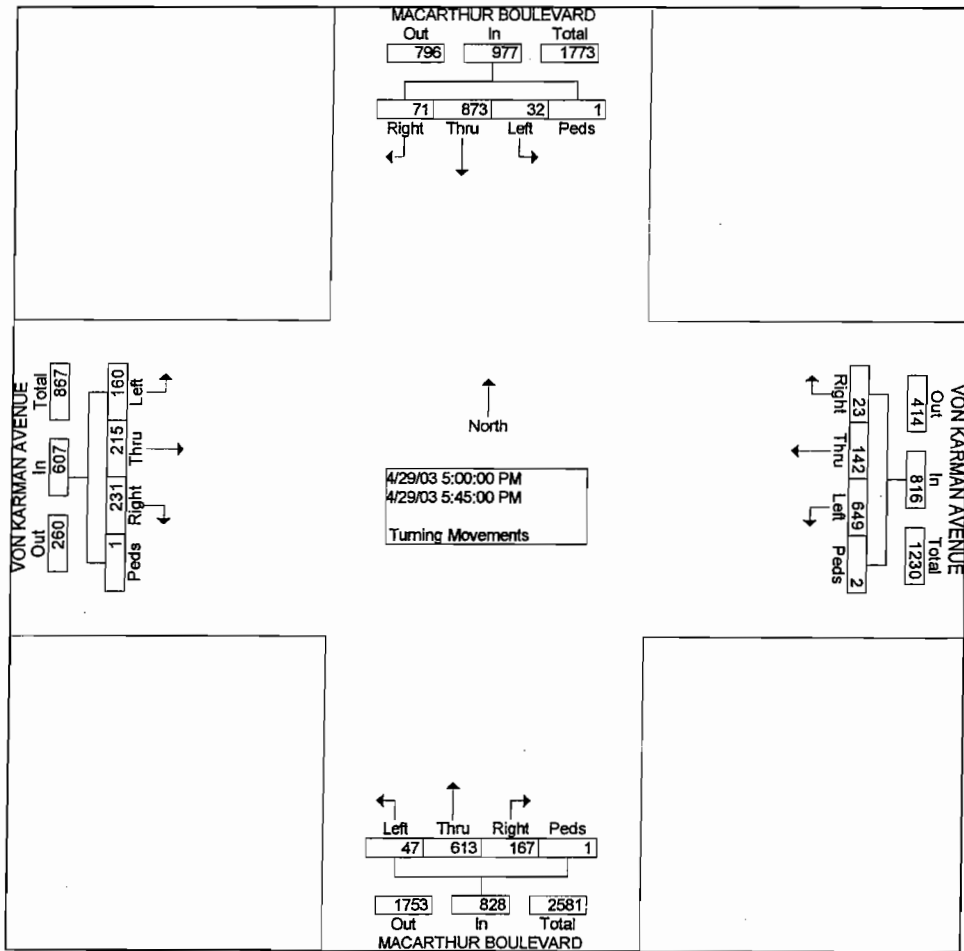 MACARTHUR BOULEVARD
Out In Total
796 977 1773
71 873 32 1
Right Thru Left Peds
VON KARMAN AVENUE
Total In Out
867 607 260
160 215 231 1
Left Thru Right Peds
North
4/29/03 5:00:00 PM
4/29/03 5:45:00 PM
Turning Movements
Right Thru Left Peds
23 142 649 2
Out In Total
414 816 1230
VON KARMAN AVENUE
Left Thru Right Peds
47 613 167 1
1753 828 2581
Out In Total
MACARTHUR BOULEVARD